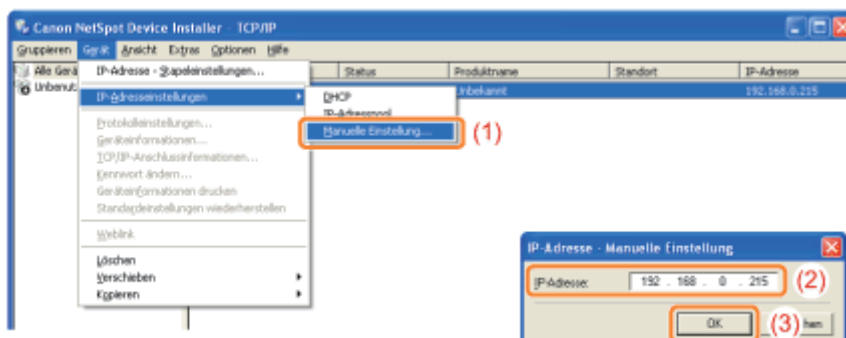 Canon NetSpot Device Installer - TCP/IP
Gruppieren Gerät Ansicht Extras Optionen Hilfe
Alle Gerä
Status Produktname Standort IP-Adresse
Unbenut
Unbekannt 192.168.0.215
IP-Adresse - Stapeleinstellungen...
IP-Adresseinstellungen
DHCP
IP-Adresspool
Manuelle Einstellung...
(1)
Protokolleinstellungen...
Geräteinformationen...
TCP/IP-Anschlussinformationen...
Kennwort ändern...
Geräteinformationen drucken
Standardeinstellungen wiederherstellen
Weblink
Löschen
Verschieben
Kopieren
IP-Adresse - Manuelle Einstellung
IP-Adresse: 192 . 168 . 0 . 215
(2)
OK
(3)
hen